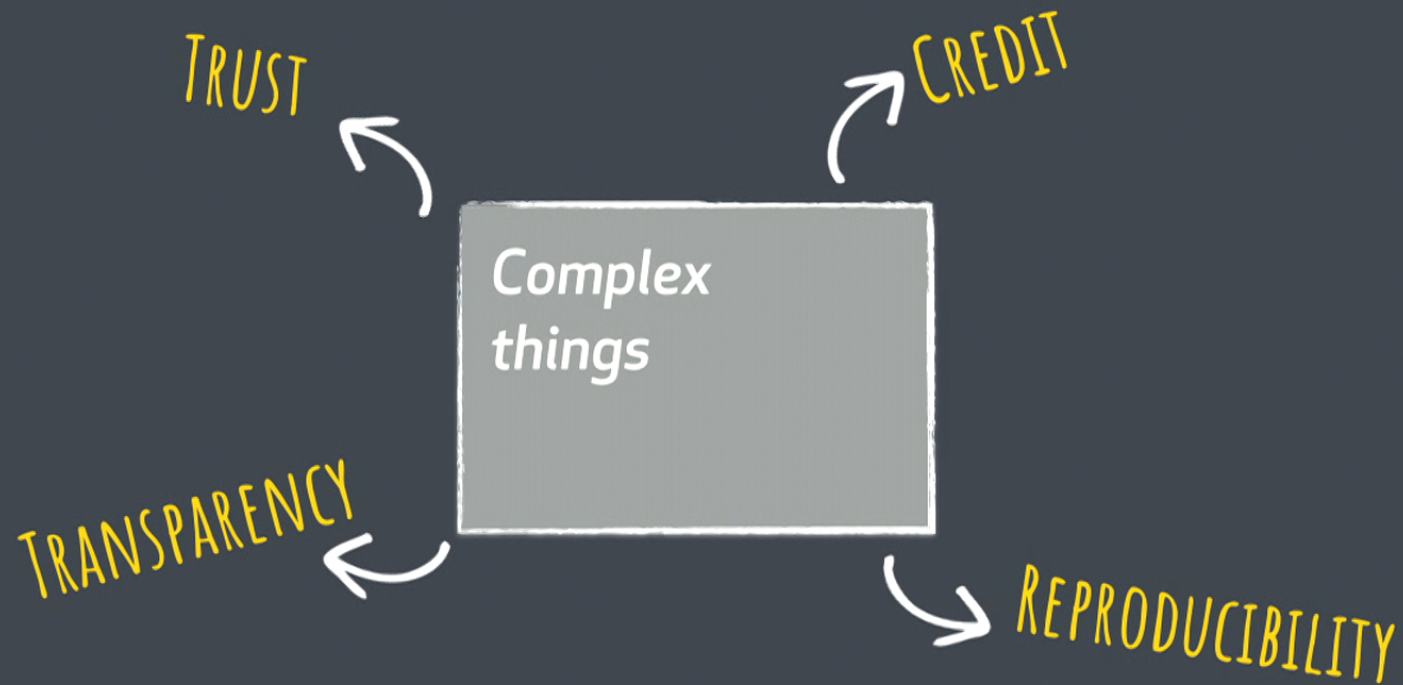 Trust
Credit
Complex
things
Transparency
Reproducibility